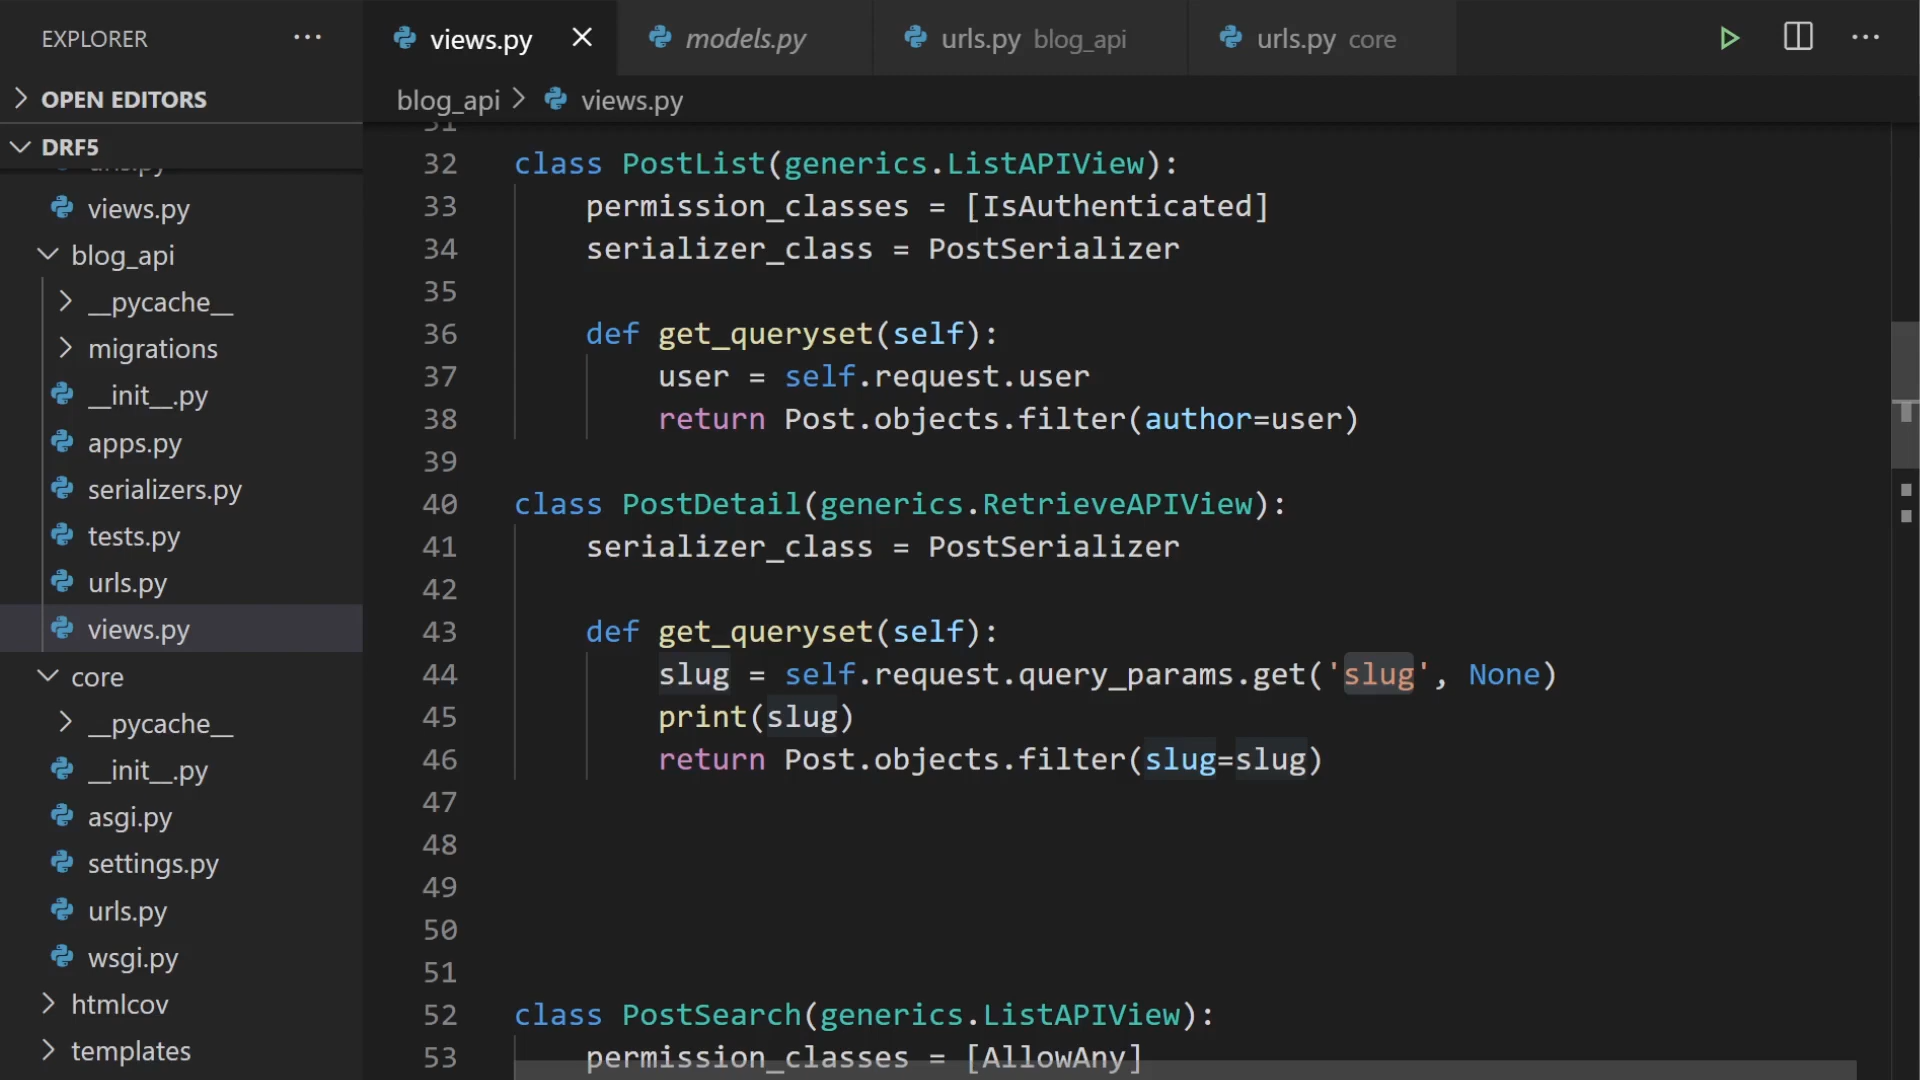 EXPLORER
OPEN EDITORS
DRF5
views.py
blog_api
__pycache__
migrations
__init__.py
apps.py
serializers.py
tests.py
urls.py
views.py
core
__pycache__
__init__.py
asgi.py
settings.py
urls.py
wsgi.py
htmlcov
templates
views.py
models.py
urls.py blog_api
urls.py core
blog_api > views.py
31
32 class PostList(generics.ListAPIView):
33 permission_classes = [IsAuthenticated]
34 serializer_class = PostSerializer
35
36 def get_queryset(self):
37 user = self.request.user
38 return Post.objects.filter(author=user)
39
40 class PostDetail(generics.RetrieveAPIView):
41 serializer_class = PostSerializer
42
43 def get_queryset(self):
44 slug = self.request.query_params.get('slug', None)
45 print(slug)
46 return Post.objects.filter(slug=slug)
47
48
49
50
51
52 class PostSearch(generics.ListAPIView):
53 permission_classes = [AllowAny]